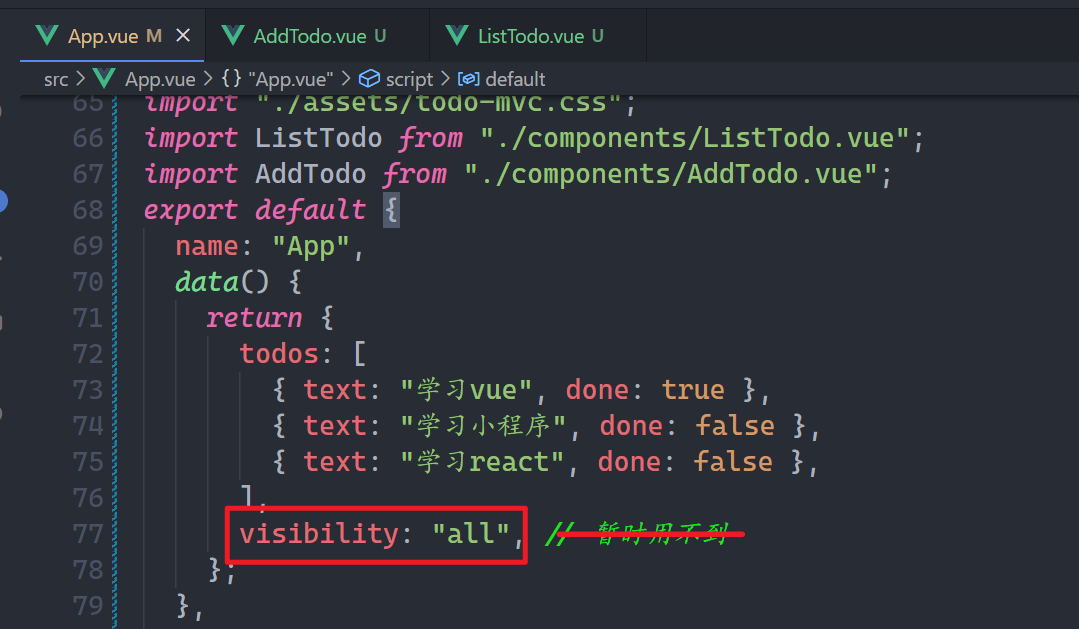 App.vue M × AddTodo.vue U ListTodo.vue U
src > App.vue > {} "App.vue" > script > default
65 import "./assets/todo-mvc.css";
66 import ListTodo from "./components/ListTodo.vue";
67 import AddTodo from "./components/AddTodo.vue";
68 export default {
69 name: "App",
70 data() {
71 return {
72 todos: [
73 { text: "学习vue", done: true },
74 { text: "学习小程序", done: false },
75 { text: "学习react", done: false },
76 ],
77 visibility: "all", // 暂时用不到
78 };
79 },